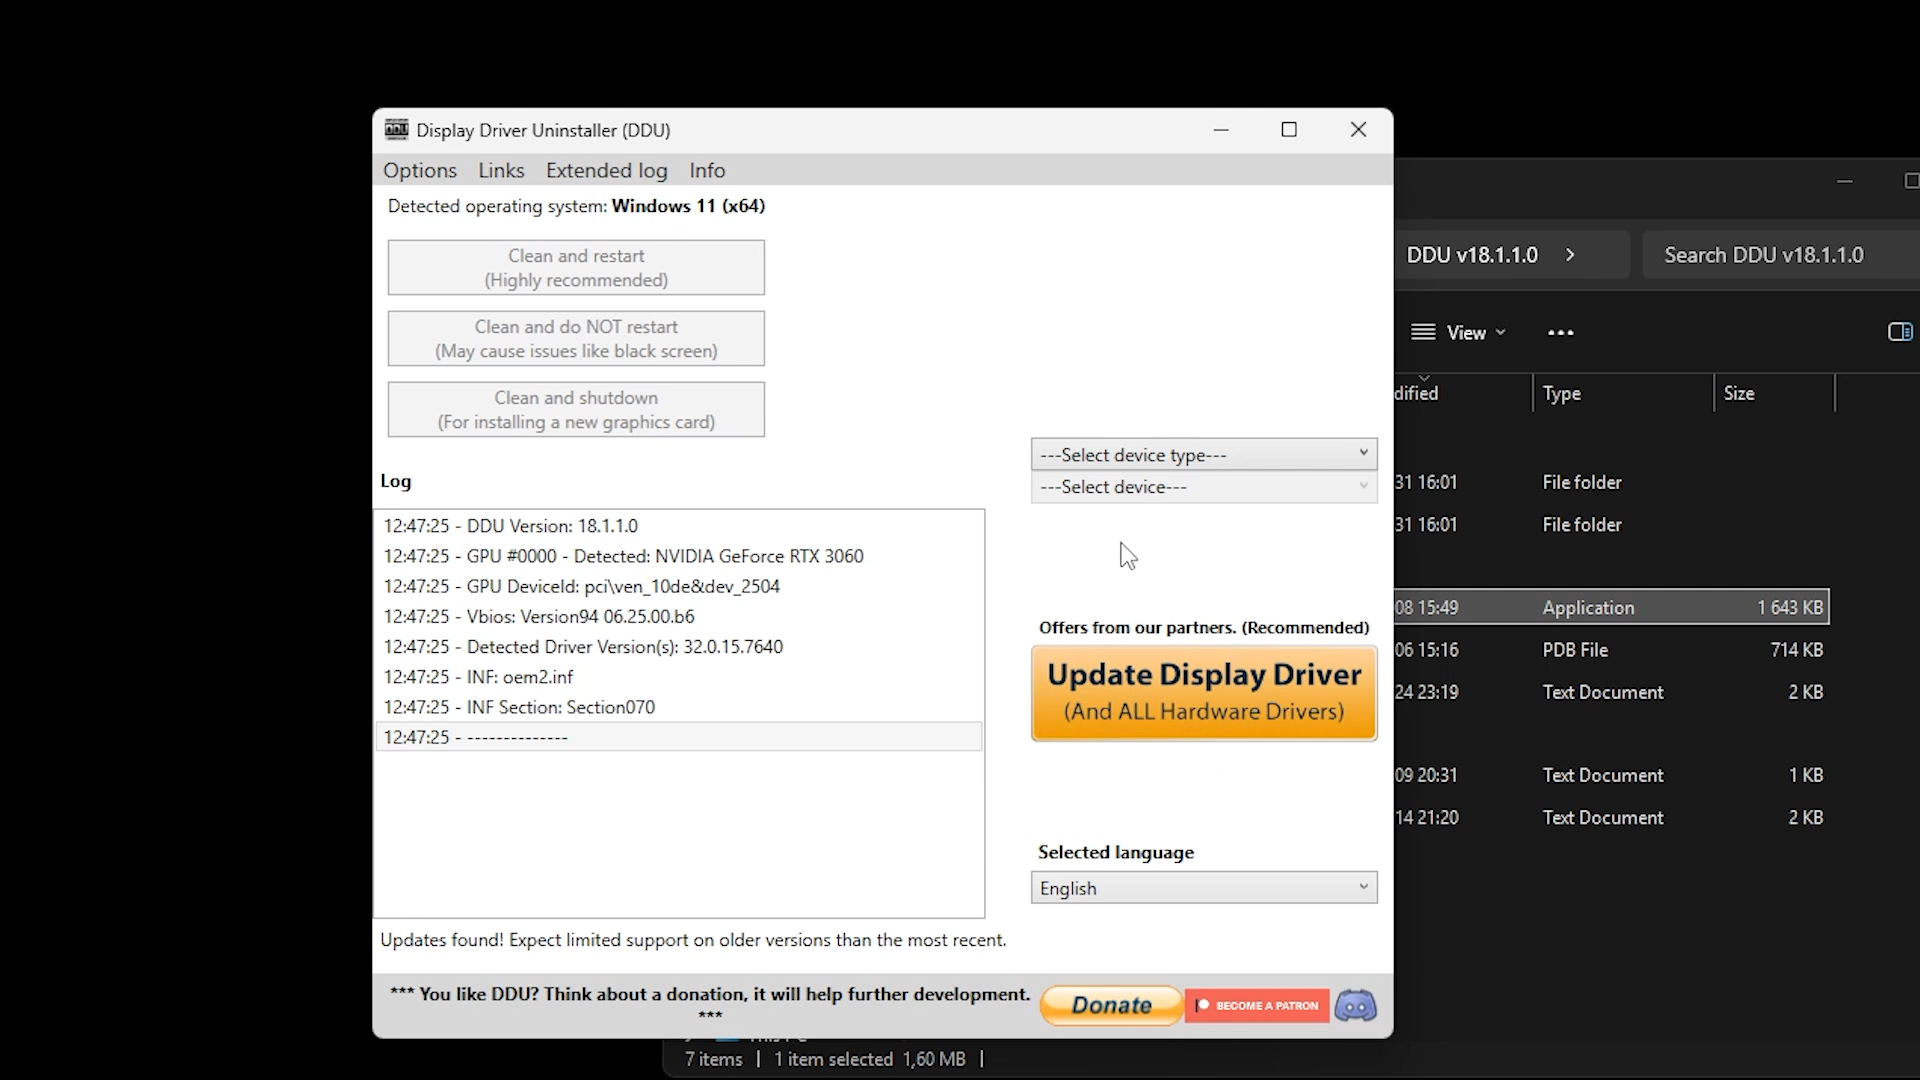 Display Driver Uninstaller (DDU)
Options Links Extended log Info
Detected operating system: Windows 11 (x64)
Clean and restart
(Highly recommended)
Clean and do NOT restart
(May cause issues like black screen)
Clean and shutdown
(For installing a new graphics card)
---Select device type---
---Select device---
Log
12:47:25 - DDU Version: 18.1.1.0
12:47:25 - GPU #0000 - Detected: NVIDIA GeForce RTX 3060
12:47:25 - GPU DeviceId: pci\ven_10de&dev_2504
12:47:25 - Vbios: Version94 06.25.00.b6
12:47:25 - Detected Driver Version(s): 32.0.15.7640
12:47:25 - INF: oem2.inf
12:47:25 - INF Section: Section070
12:47:25 - --------------
Offers from our partners. (Recommended)
Update Display Driver
(And ALL Hardware Drivers)
Selected language
English
Updates found! Expect limited support on older versions than the most recent.
*** You like DDU? Think about a donation, it will help further development.
***
Donate
BECOME A PATRON
DDU v18.1.1.0 >
Search DDU v18.1.1.0
View
dified Type Size
31 16:01 File folder
31 16:01 File folder
08 15:49 Application 1 643 KB
06 15:16 PDB File 714 KB
24 23:19 Text Document 2 KB
09 20:31 Text Document 1 KB
14 21:20 Text Document 2 KB
7 items | 1 item selected 1,60 MB |